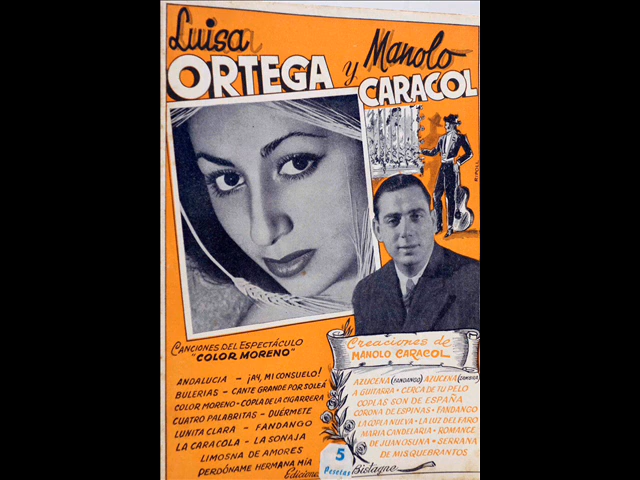 Luisa
ORTEGA
y Manolo
CARACOL
CANCIONES DEL ESPECTÁCULO
"COLOR MORENO"
ANDALUCIA - ¡AY, MI CONSUELO!
BULERIAS - CANTE GRANDE POR SOLEÁ
COLOR MORENO - COPLA DE LA CIGARRERA
CUATRO PALABRITAS - DUÉRMETE
LUNITA CLARA - FANDANGO
LA CARACOLA - LA SONAJA
LIMOSNA DE AMORES
PERDÓNAME HERMANA MÍA
Creaciones de
MANOLO CARACOL
AZUCENA (FANDANGO) AZUCENA (ZAMBRA)
A GUITARRA - CERCA DE TU PELO
COPLAS SON DE ESPAÑA
CORONA DE ESPINAS - FANDANGO
LA COPLA NUEVA - LA LUZ DEL FARO
MARIA CANDELARIA - ROMANCE
DE JUAN OSUNA - SERRANA
DE MIS QUEBRANTOS
Ediciones
5
Pesetas
Bistagne